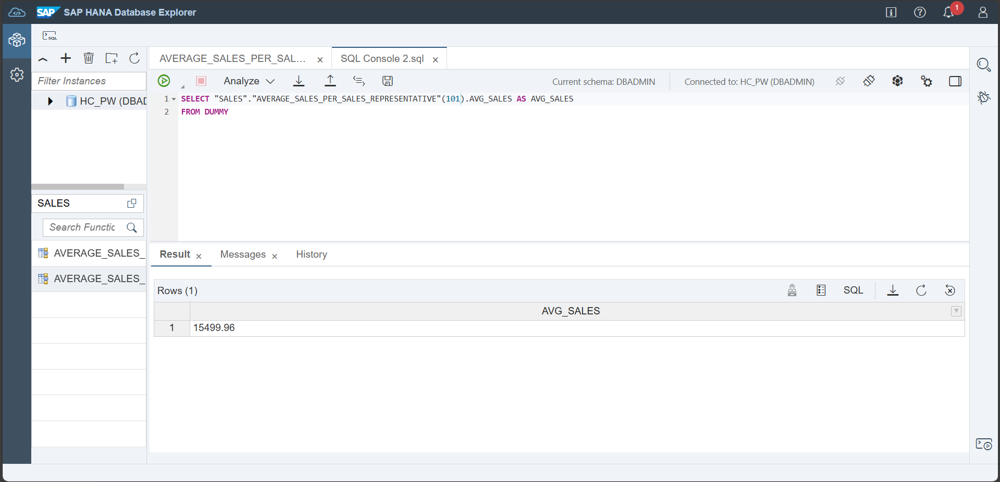 SAP SAP HANA Database Explorer
1
SQL
Filter Instances
HC_PW (DBAD
SALES
Search Functic
AVERAGE_SALES_
AVERAGE_SALES_
AVERAGE_SALES_PER_SAL...
SQL Console 2.sql
Analyze
Current schema: DBADMIN
Connected to: HC_PW (DBADMIN)
1 SELECT "SALES"."AVERAGE_SALES_PER_SALES_REPRESENTATIVE"(101).AVG_SALES AS AVG_SALES
2 FROM DUMMY
Result Messages History
Rows (1)
SQL
AVG_SALES
1 15499.96